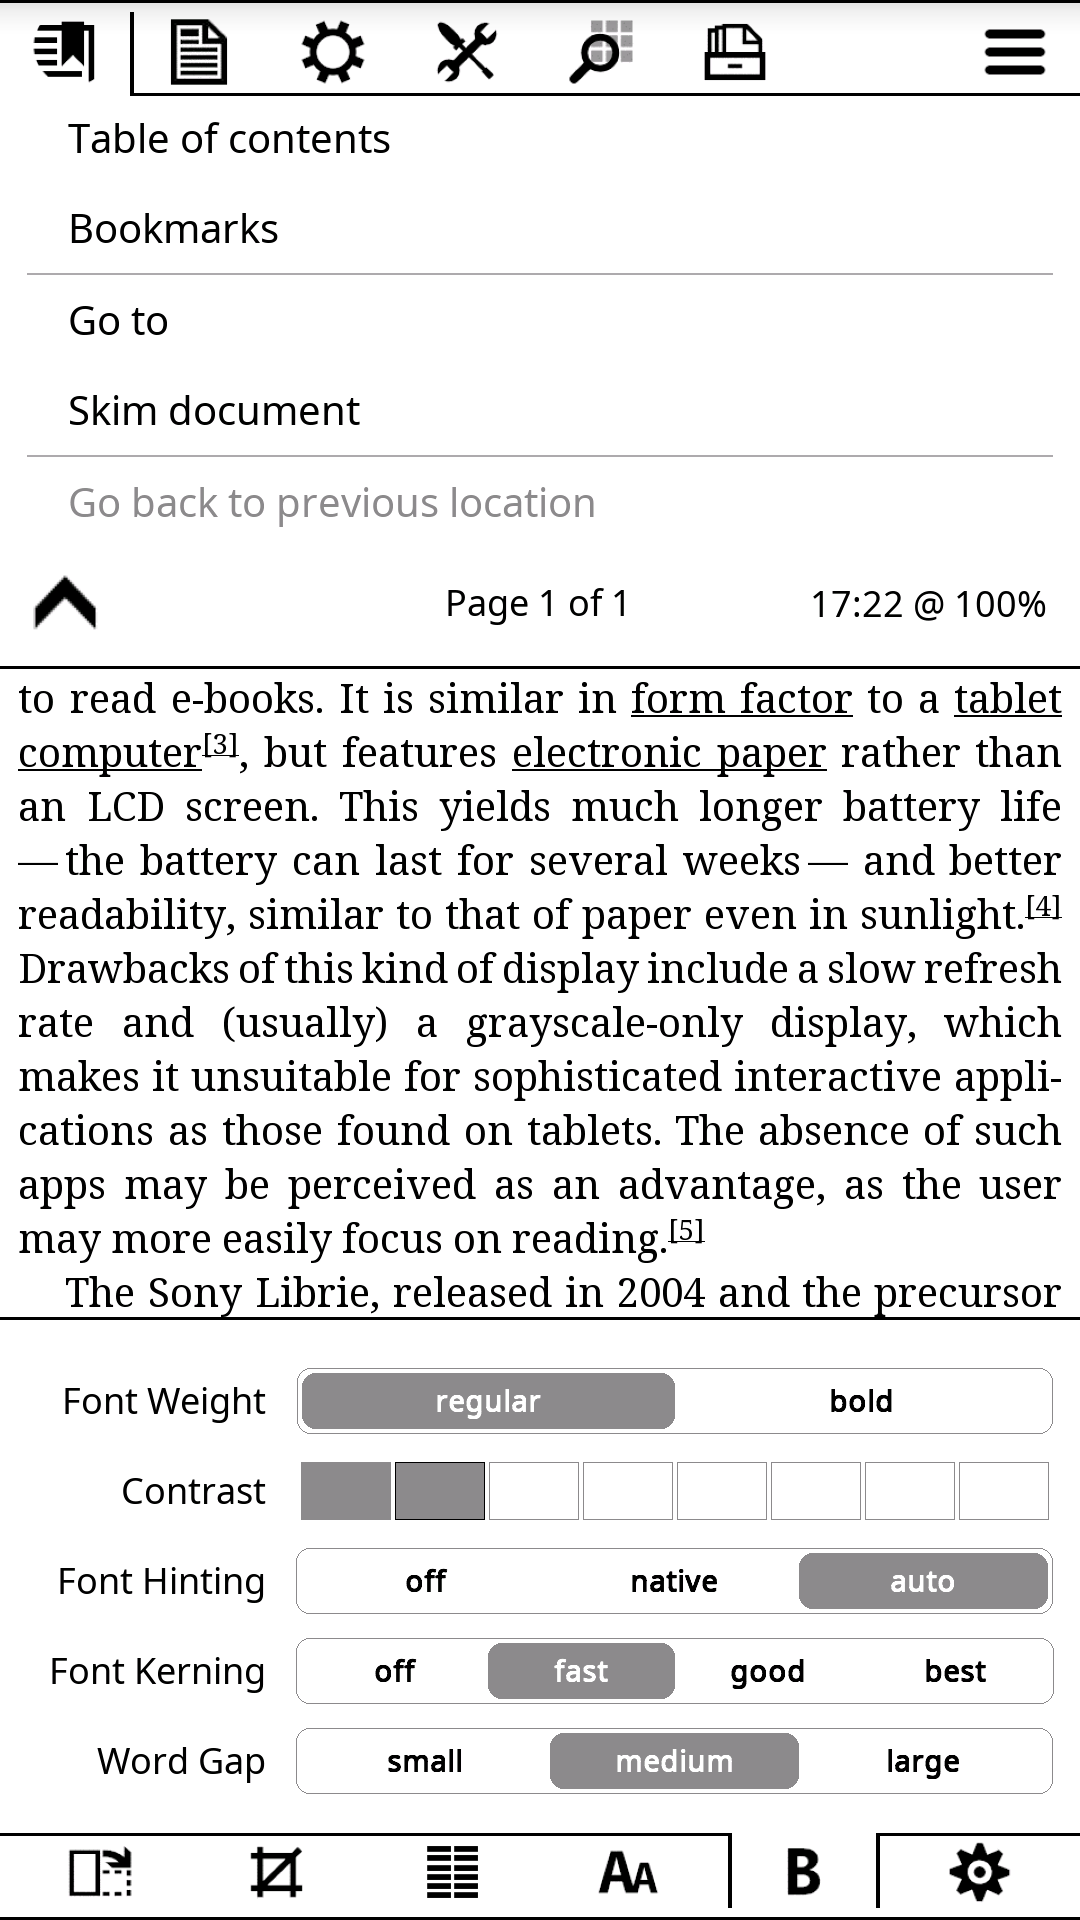 Table of contents
Bookmarks
Go to
Skim document
Go back to previous location
Page 1 of 1 17:22 @ 100%
to read e-books. It is similar in form factor to a tablet
computer[3], but features electronic paper rather than
an LCD screen. This yields much longer battery life
— the battery can last for several weeks — and better
readability, similar to that of paper even in sunlight.[4]
Drawbacks of this kind of display include a slow refresh
rate and (usually) a grayscale-only display, which
makes it unsuitable for sophisticated interactive appli-
cations as those found on tablets. The absence of such
apps may be perceived as an advantage, as the user
may more easily focus on reading.[5]
The Sony Librie, released in 2004 and the precursor
Font Weight regular bold
Contrast
Font Hinting off native auto
Font Kerning off fast good best
Word Gap small medium large
AA B